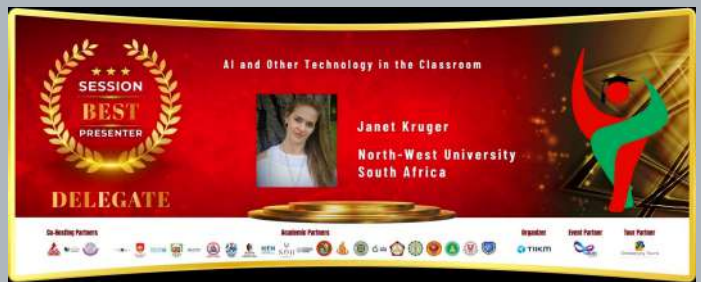 AI and Other Technology in the Classroom
SESSION
BEST
PRESENTER
DELEGATE
Janet Kruger
North-West University
South Africa
Co-Hosting Partners
Academic Partners
Organizer
Event Partner
Tour Partner
TIIKM